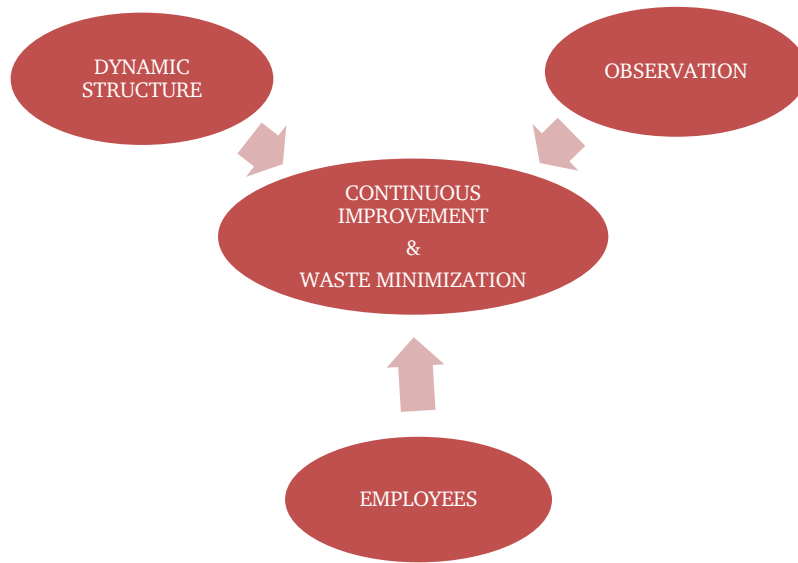 DYNAMIC
STRUCTURE
OBSERVATION
CONTINUOUS
IMPROVEMENT
&
WASTE MINIMIZATION
EMPLOYEES